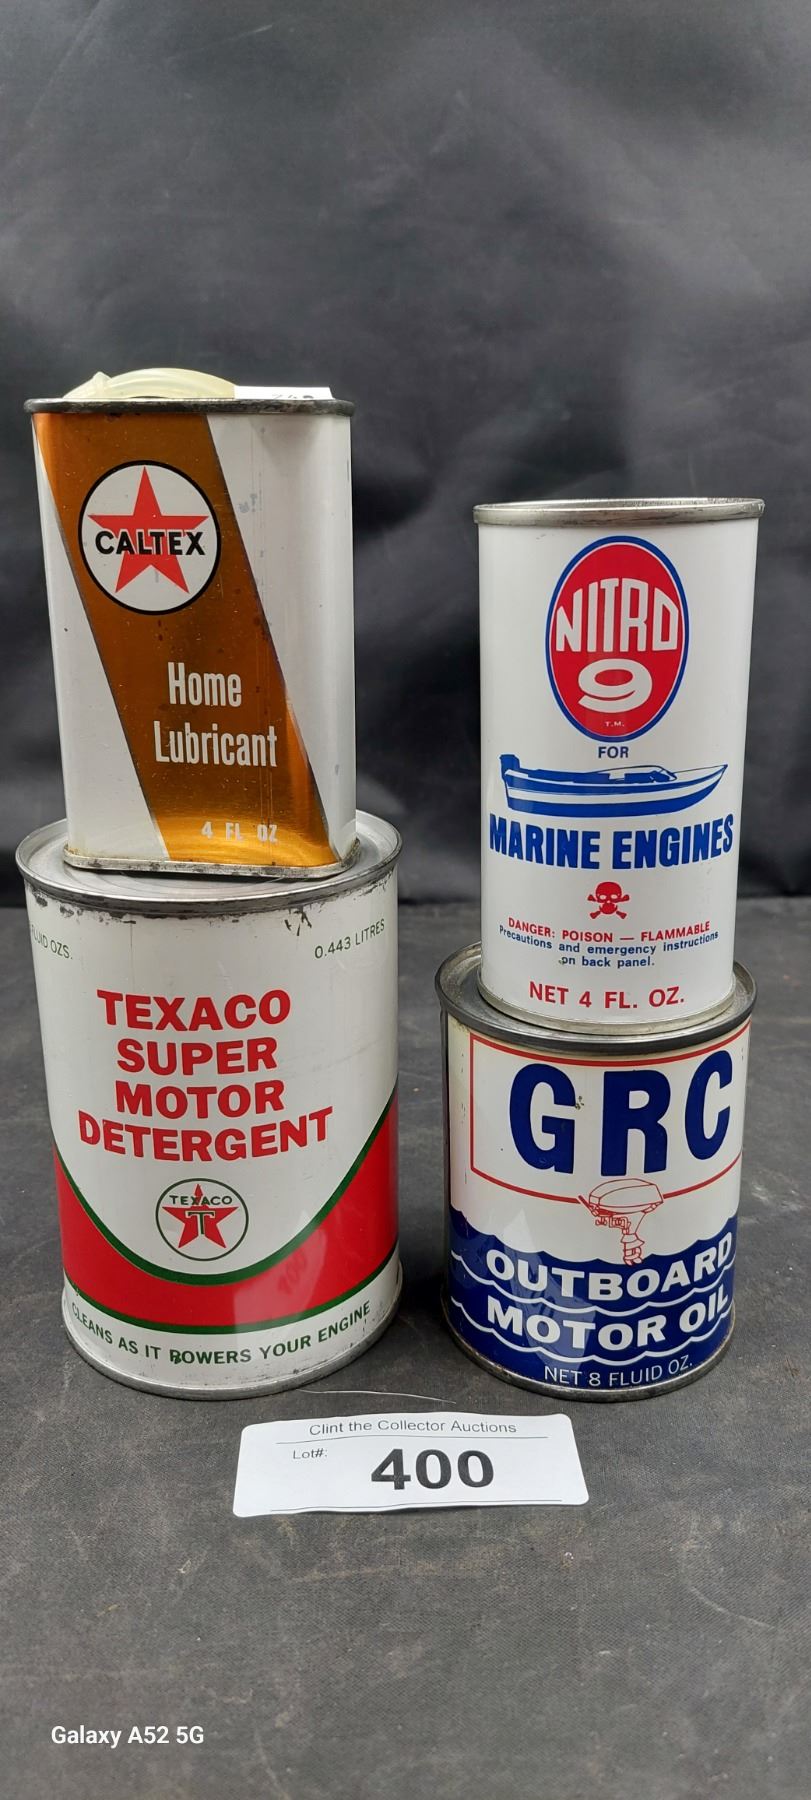 CALTEX
Home
Lubricant
4 FL OZ
NITRO
9
T.M.
FOR
MARINE ENGINES
DANGER: POISON — FLAMMABLE
Precautions and emergency instructions
on back panel.
NET 4 FL. OZ.
FLUID OZS.
0.443 LITRES
TEXACO
SUPER
MOTOR
DETERGENT
TEXACO
T
CLEANS AS IT POWERS YOUR ENGINE
GRC
OUTBOARD
MOTOR OIL
NET 8 FLUID OZ.
Clint the Collector Auctions
Lot#:
400
Galaxy A52 5G